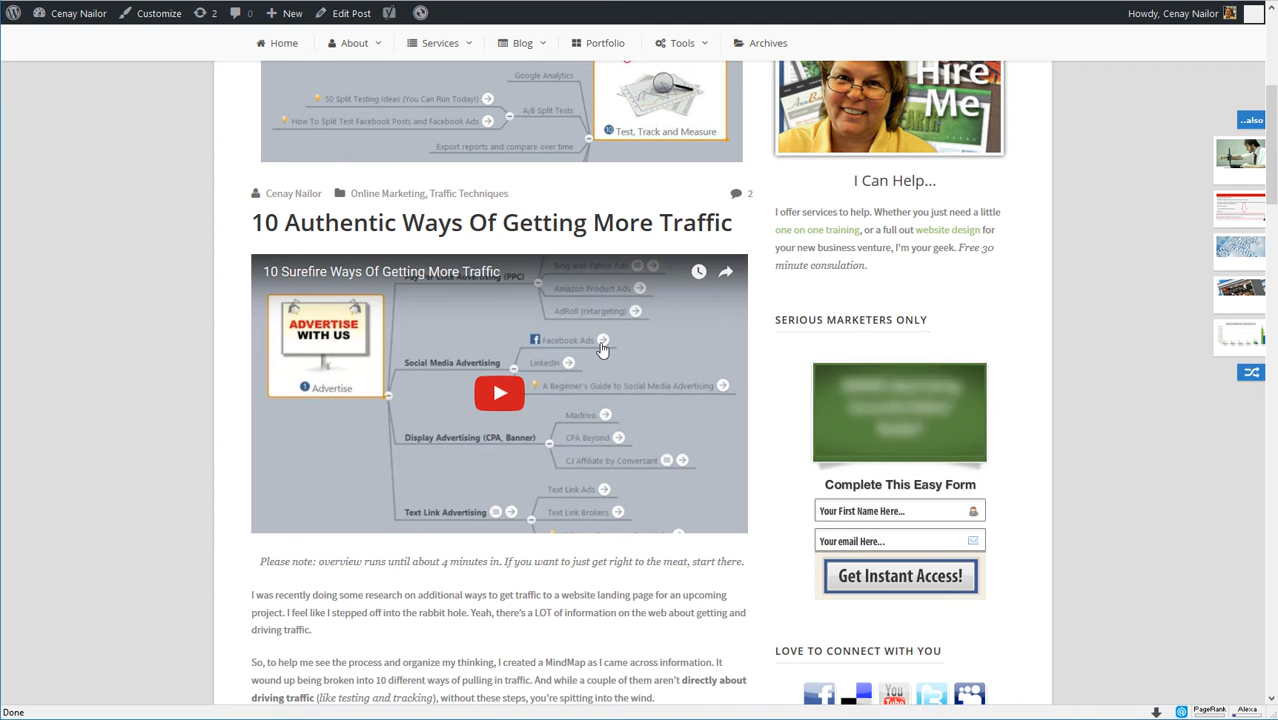 Cenay Nailor
Customize
2
0
New
Edit Post
Howdy, Cenay Nailor
Home
About
Services
Blog
Portfolio
Tools
Archives
Google Analytics
50 Split Testing Ideas (You Can Run Today!)
A/B Split Tests
How To Split Test Facebook Posts and Facebook Ads
Export reports and compare over time
10 Test, Track and Measure
Hire
Me
..also
Cenay Nailor
Online Marketing, Traffic Techniques
2
10 Authentic Ways Of Getting More Traffic
10 Surefire Ways Of Getting More Traffic
Bing and Yahoo Ads
(PPC)
Amazon Product Ads
AdRoll (retargeting)
ADVERTISE
WITH US
1 Advertise
Facebook Ads
Social Media Advertising
LinkedIn
A Beginner's Guide to Social Media Advertising
Madrivo
Display Advertising (CPA, Banner)
CPA Beyond
CJ Affiliate by Conversant
Text Link Ads
Text Link Advertising
Text Link Brokers
Please note: overview runs until about 4 minutes in. If you want to just get right to the meat, start there.
I was recently doing some research on additional ways to get traffic to a website landing page for an upcoming
project. I feel like I stepped off into the rabbit hole. Yeah, there's a LOT of information on the web about getting and
driving traffic.
So, to help me see the process and organize my thinking, I created a MindMap as I came across information. It
wound up being broken into 10 different ways of pulling in traffic. And while a couple of them aren't directly about
driving traffic (like testing and tracking), without these steps, you're spitting into the wind.
I Can Help...
I offer services to help. Whether you just need a little
one on one training, or a full out website design for
your new business venture, I'm your geek. Free 30
minute consulation.
SERIOUS MARKETERS ONLY
Complete This Easy Form
Your First Name Here...
Your email Here...
Get Instant Access!
LOVE TO CONNECT WITH YOU
You
Tube
Done
PageRank
Alexa